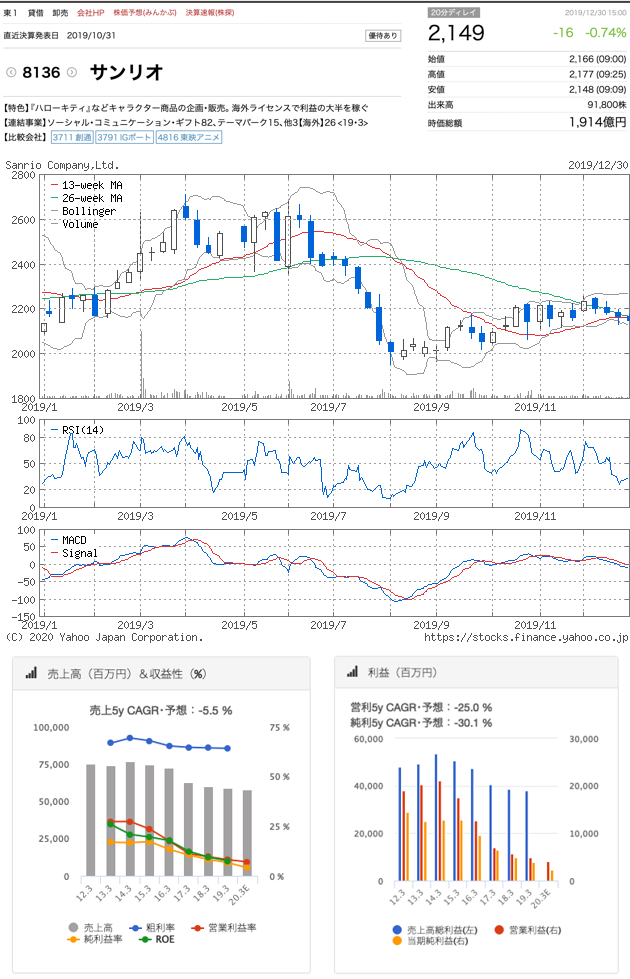 東１ 貸借 卸売 会社HP 株価予想(みんかぶ) 決算速報(株探)
直近決算発表日 2019/10/31 優待あり
8136 サンリオ
【特色】『ハローキティ』などキャラクター商品の企画・販売。海外ライセンスで利益の大半を稼ぐ
【連結事業】ソーシャル・コミュニケーション・ギフト82、テーマパーク15、他3【海外】26 <19・3>
【比較会社】 3711 創通 3791 IGポート 4816 東映アニメ
20分ディレイ 2019/12/30 15:00
2,149 -16 -0.74%
始値 2,166 (09:00)
高値 2,177 (09:25)
安値 2,148 (09:09)
出来高 91,800株
時価総額 1,914億円
Sanrio Company,Ltd. 2019/12/30
2800
2600
2400
2200
2000
1800
13-week MA
26-week MA
Bollinger
Volume
2019/1 2019/3 2019/5 2019/7 2019/9 2019/11
100
80
50
20
0
RSI(14)
2019/1 2019/3 2019/5 2019/7 2019/9 2019/11
100
50
0
-50
-100
-150
MACD
Signal
2019/1 2019/3 2019/5 2019/7 2019/9 2019/11
(C) 2020 Yahoo Japan Corporation. https://stocks.finance.yahoo.co.jp
売上高（百万円）＆収益性（%）
売上5y CAGR・予想：-5.5 %
100,000
75,000
50,000
25,000
0
75 %
50 %
25 %
0 %
12.3 13.3 14.3 15.3 16.3 17.3 18.3 19.3 20.3E
売上高 粗利率 営業利益率
純利益率 ROE
利益（百万円）
営利5y CAGR・予想：-25.0 %
純利5y CAGR・予想：-30.1 %
60,000
40,000
20,000
0
30,000
20,000
10,000
0
12.3 13.3 14.3 15.3 16.3 17.3 18.3 19.3 20.3E
売上高総利益(左) 営業利益(右)
当期純利益(右)